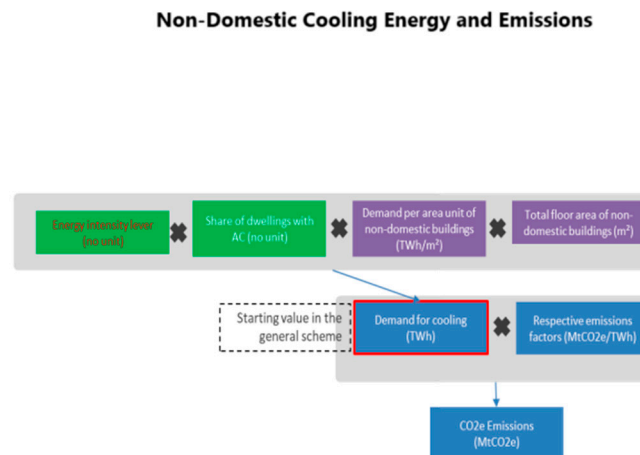 Non-Domestic Cooling Energy and Emissions
Energy intensity lever
(no unit)
Share of dwellings with
AC (no unit)
Demand per area unit of
non-domestic buildings
(TWh/m²)
Total floor area of non-
domestic buildings (m²)
Starting value in the
general scheme
Demand for cooling
(TWh)
Respective emissions
factors (MtCO2e/TWh)
CO2e Emissions
(MtCO2e)